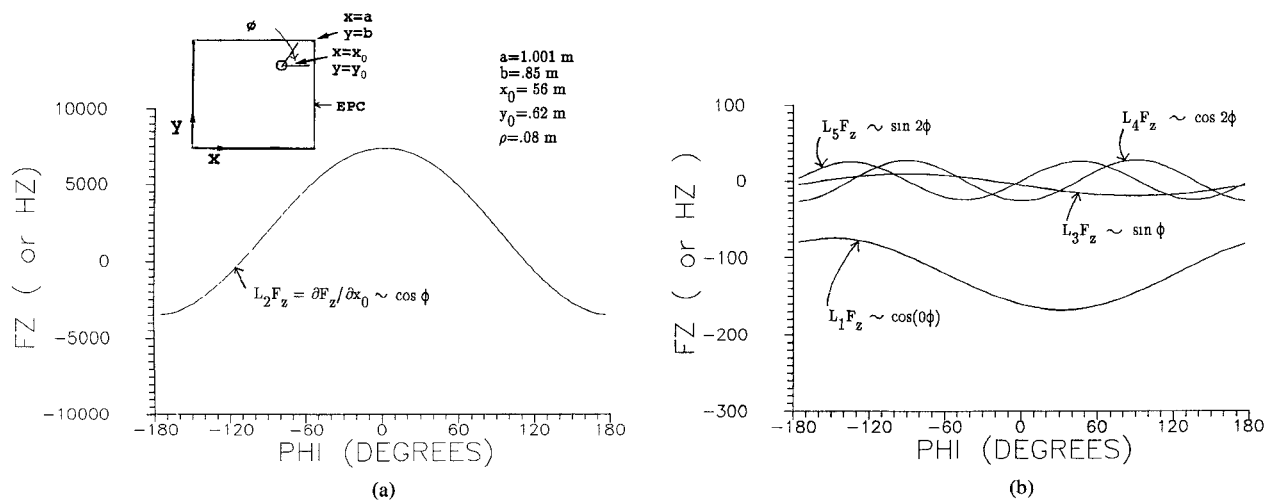 ø
x=a
y=b
x=x₀
y=y₀
EPC
y
x
a=1.001 m
b=.85 m
x₀= 56 m
y₀=.62 m
ρ=.08 m
10000
5000
0
-5000
-10000
FZ ( or HZ)
L₂F_z = ∂F_z/∂x₀ ~ cos ϕ
-180 -120 -60 0 60 120 180
PHI (DEGREES)
(a)
100
0
-100
-200
-300
FZ ( or HZ)
L₅F_z ~ sin 2ϕ
L₄F_z ~ cos 2ϕ
L₃F_z ~ sin ϕ
L₁F_z ~ cos(0ϕ)
-180 -120 -60 0 60 120 180
PHI (DEGREES)
(b)